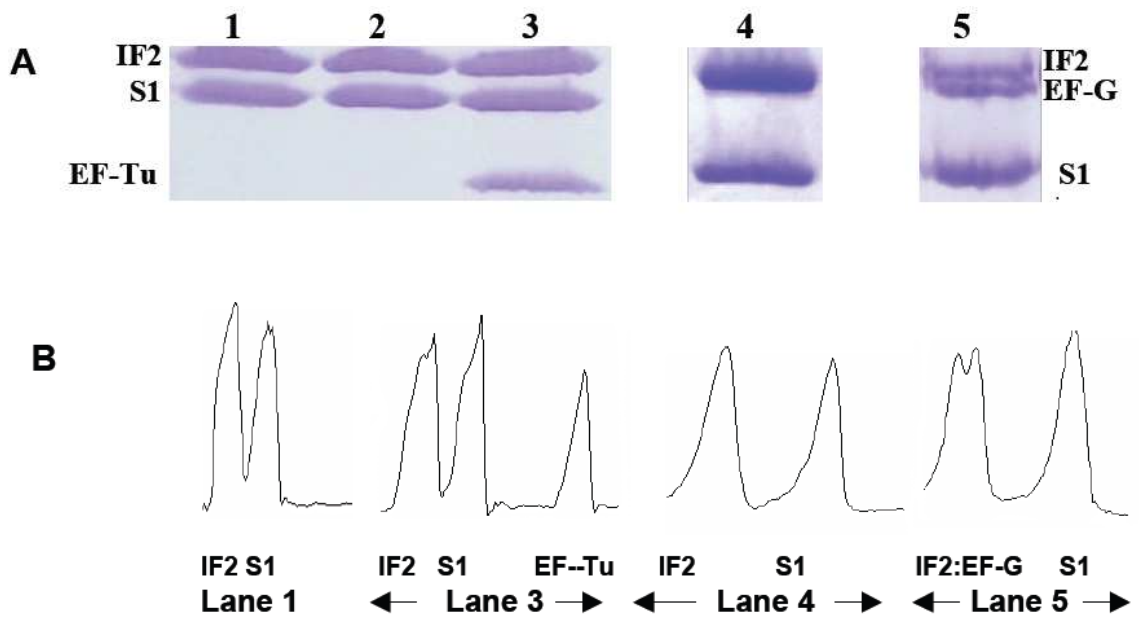 1 2 3 4 5
A
IF2
S1
EF-Tu
IF2
EF-G
S1
B
IF2 S1 IF2 S1 EF--Tu IF2 S1 IF2:EF-G S1
Lane 1 ← Lane 3 → ← Lane 4 → ← Lane 5 →